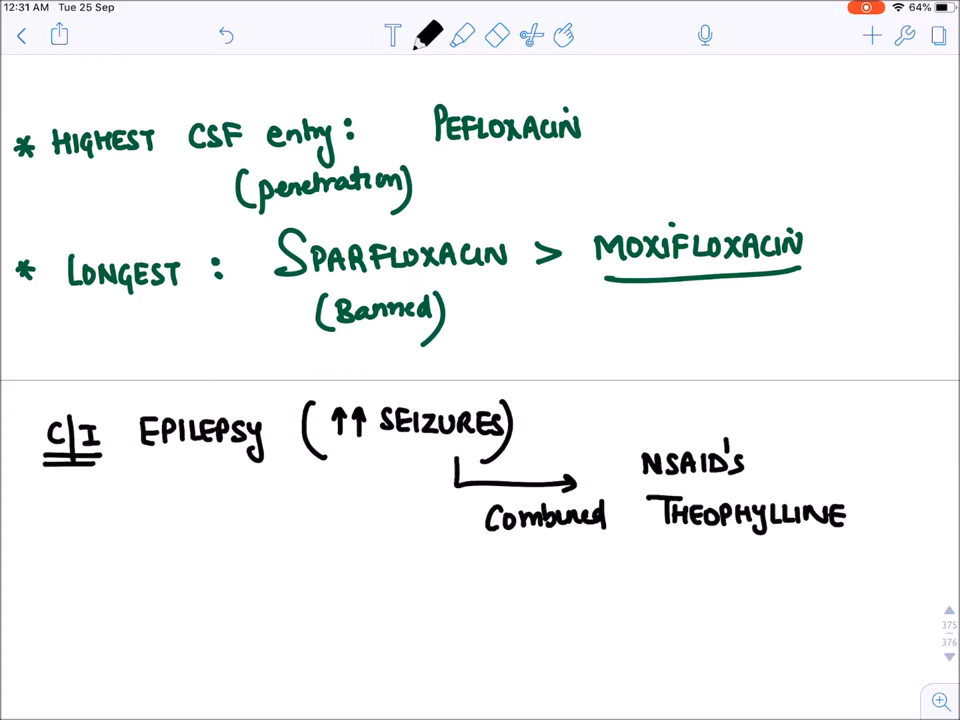 12:31 AM Tue 25 Sep 64%
T
* HIGHEST CSF entry: PEFLOXACIN
(penetration)
* LONGEST : SPARFLOXACIN > MOXIFLOXACIN
(Banned)
C/I EPILEPSY (↑↑ SEIZURES)
NSAID's
Combined THEOPHYLLINE
375
376